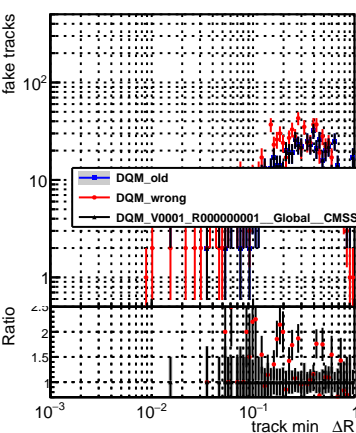 fake tracks
10²
10
1
DQM_old
DQM_wrong
DQM_V0001_R000000001__Global__CMSS
Ratio
2.5
2
1.5
1
10⁻³
10⁻²
10⁻¹
1
track min ΔR